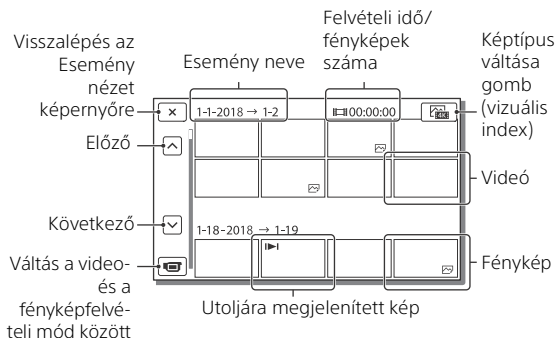 Visszalépés az
Esemény
nézet
képernyőre
Esemény neve
Felvételi idő/
fényképek
száma
Képtípus
váltása
gomb
(vizuális
index)
1-1-2018 → 1-2
00:00:00
4K
Előző
Videó
Következő
1-18-2018 → 1-19
Váltás a video-
és a
fényképfelvé-
teli mód között
Utoljára megjelenített kép
Fénykép